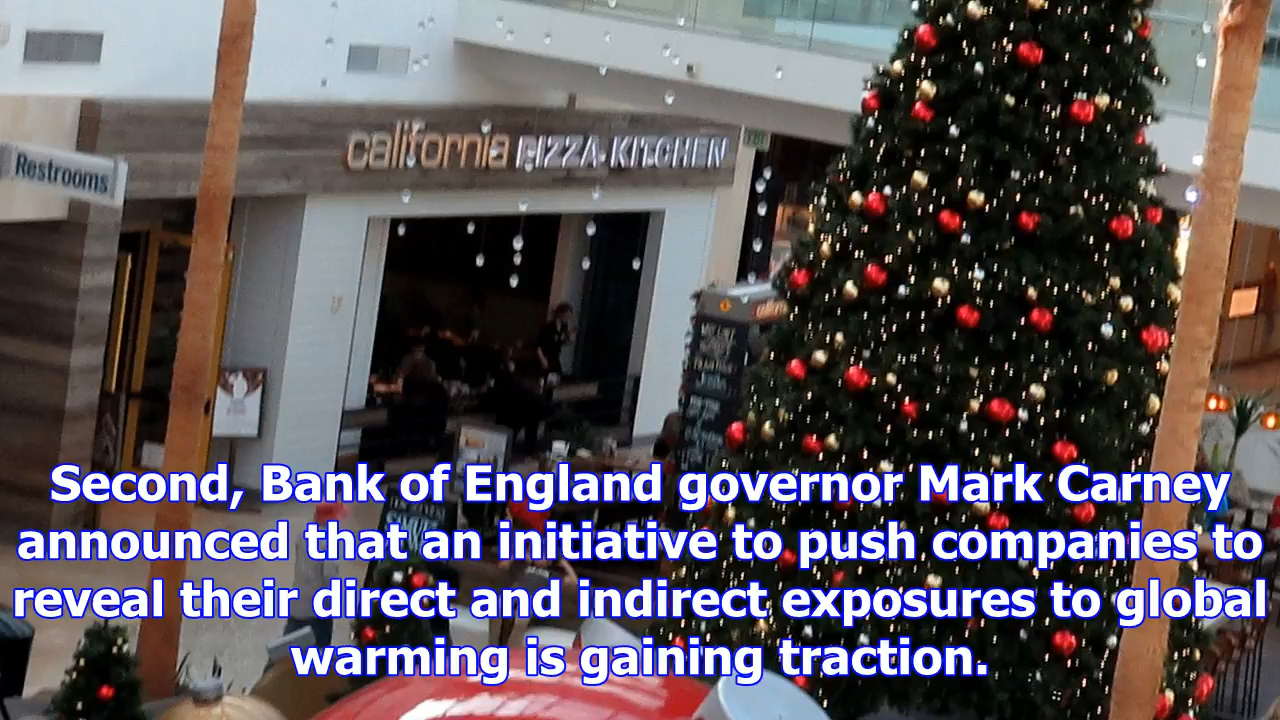 Restrooms
california PIZZA KITCHEN
Second, Bank of England governor Mark Carney
announced that an initiative to push companies to
reveal their direct and indirect exposures to global
warming is gaining traction.